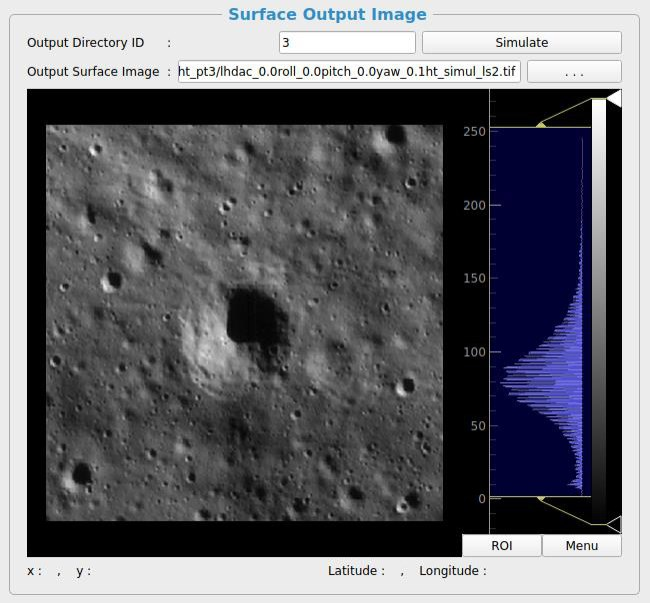 Surface Output Image
Output Directory ID : 3 Simulate
Output Surface Image : ht_pt3/lhdac_0.0roll_0.0pitch_0.0yaw_0.1ht_simul_ls2.tif ...
250
200
150
100
50
0
ROI Menu
x : , y : Latitude : , Longitude :